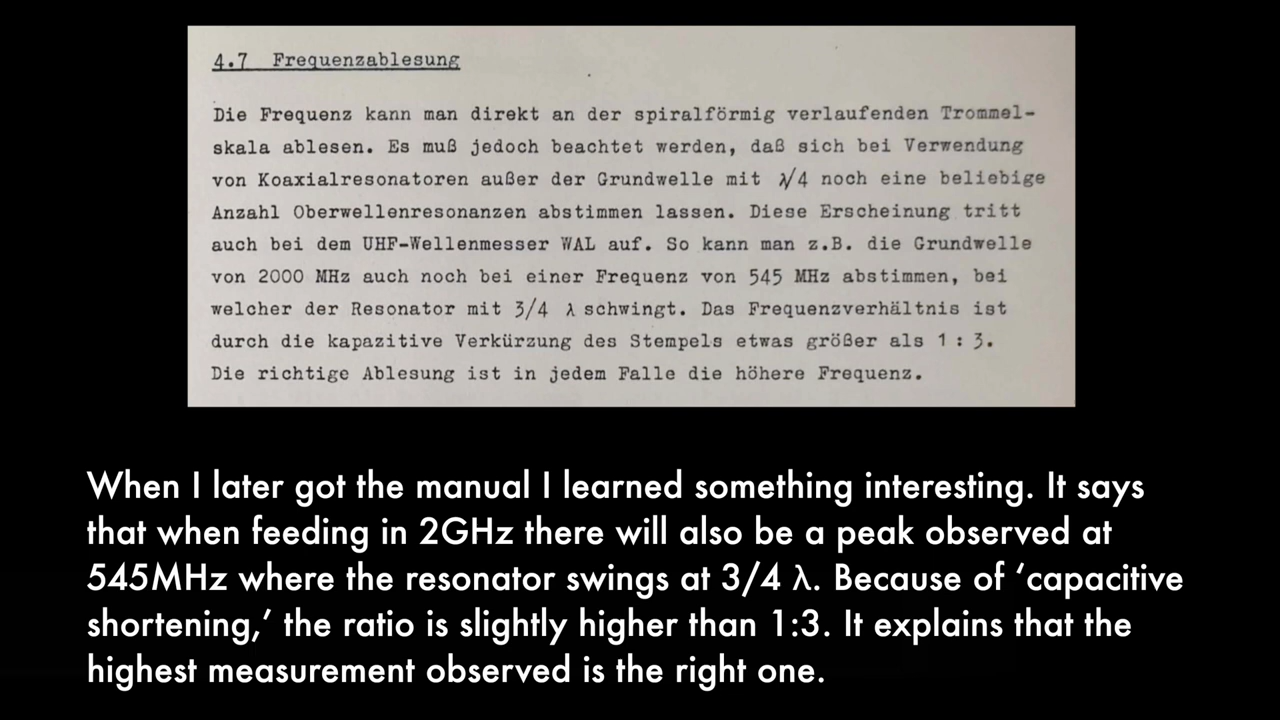 4.7 Frequenzablesung
Die Frequenz kann man direkt an der spiralförmig verlaufenden Trommel-
skala ablesen. Es muß jedoch beachtet werden, daß sich bei Verwendung
von Koaxialresonatoren außer der Grundwelle mit λ/4 noch eine beliebige
Anzahl Oberwellenresonanzen abstimmen lassen. Diese Erscheinung tritt
auch bei dem UHF-Wellenmesser WAL auf. So kann man z.B. die Grundwelle
von 2000 MHz auch noch bei einer Frequenz von 545 MHz abstimmen, bei
welcher der Resonator mit 3/4 λ schwingt. Das Frequenzverhältnis ist
durch die kapazitive Verkürzung des Stempels etwas größer als 1 : 3.
Die richtige Ablesung ist in jedem Falle die höhere Frequenz.
When I later got the manual I learned something interesting. It says
that when feeding in 2GHz there will also be a peak observed at
545MHz where the resonator swings at 3/4 λ. Because of ‘capacitive
shortening,’ the ratio is slightly higher than 1:3. It explains that the
highest measurement observed is the right one.